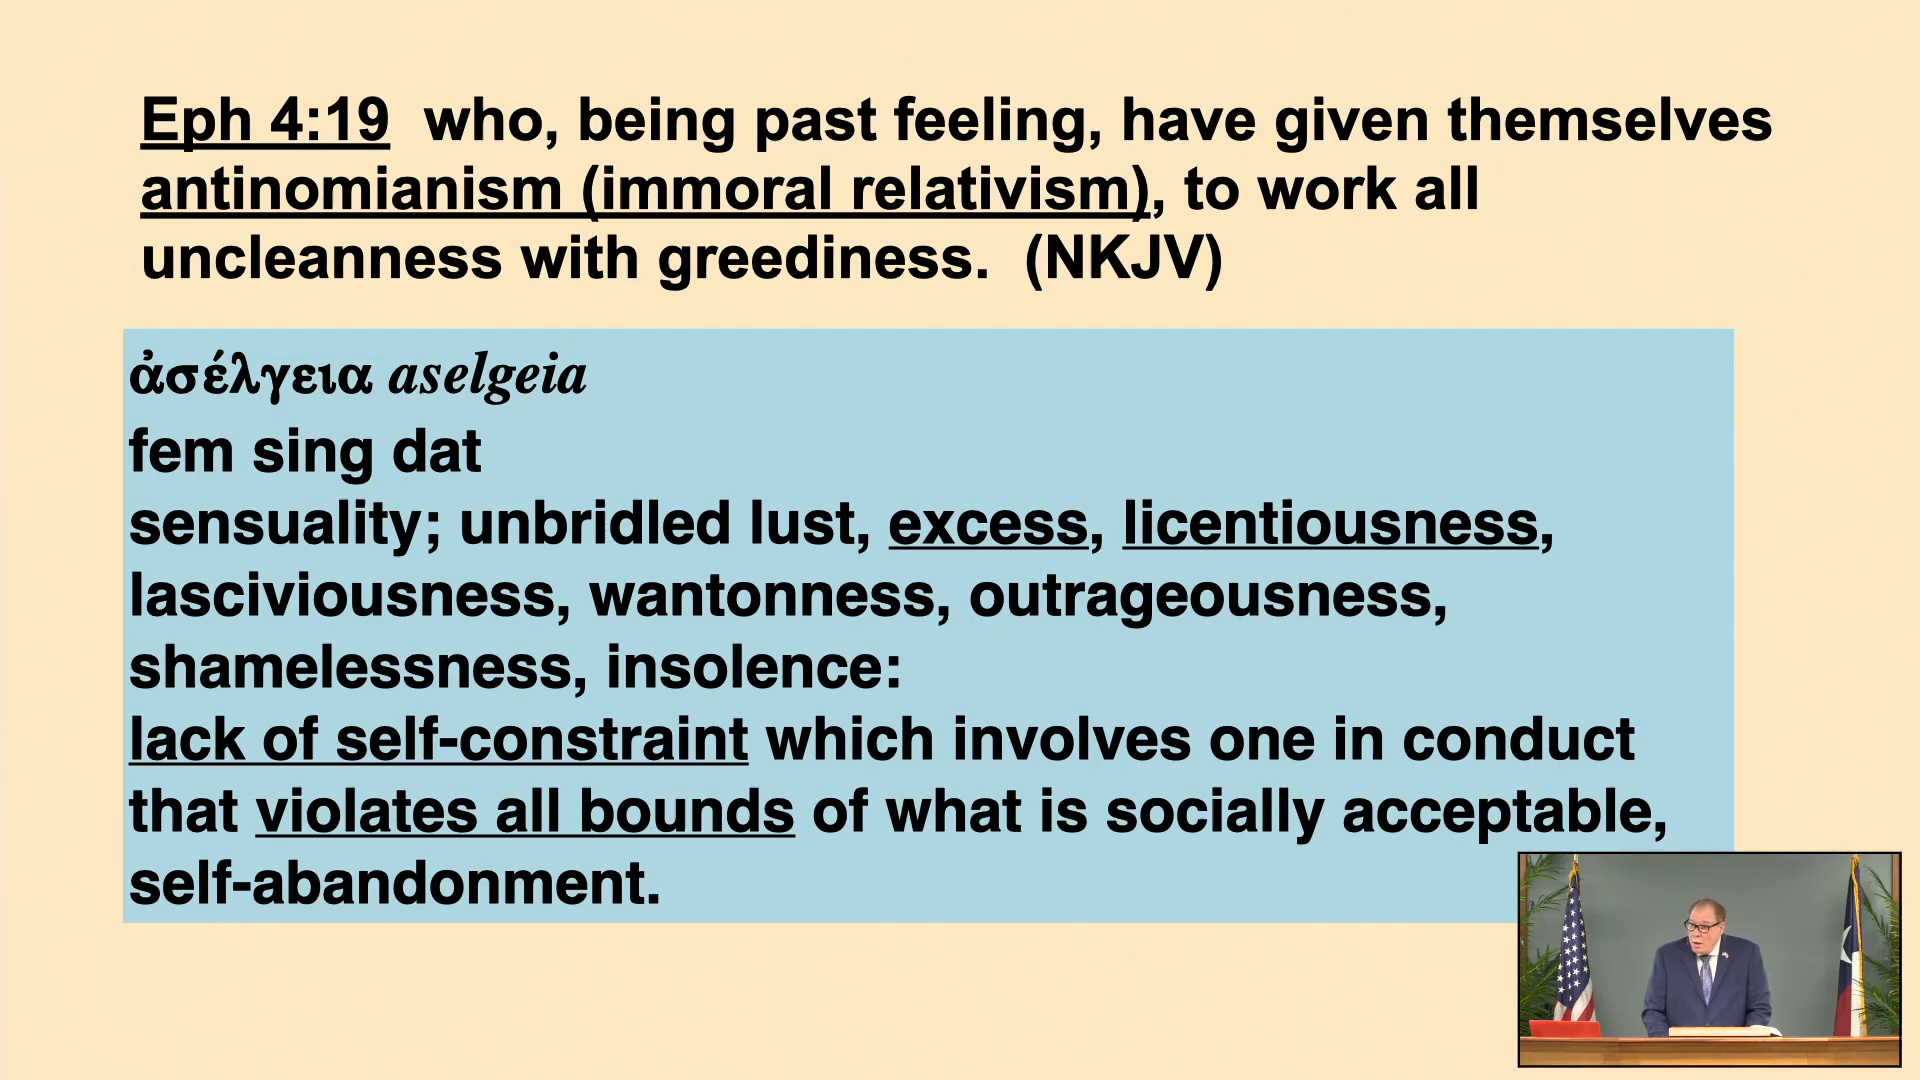 Eph 4:19  who, being past feeling, have given themselves
antinomianism (immoral relativism), to work all
uncleanness with greediness.  (NKJV)
ἀσέλγεια aselgeia
fem sing dat
sensuality; unbridled lust, excess, licentiousness,
lasciviousness, wantonness, outrageousness,
shamelessness, insolence:
lack of self-constraint which involves one in conduct
that violates all bounds of what is socially acceptable,
self-abandonment.